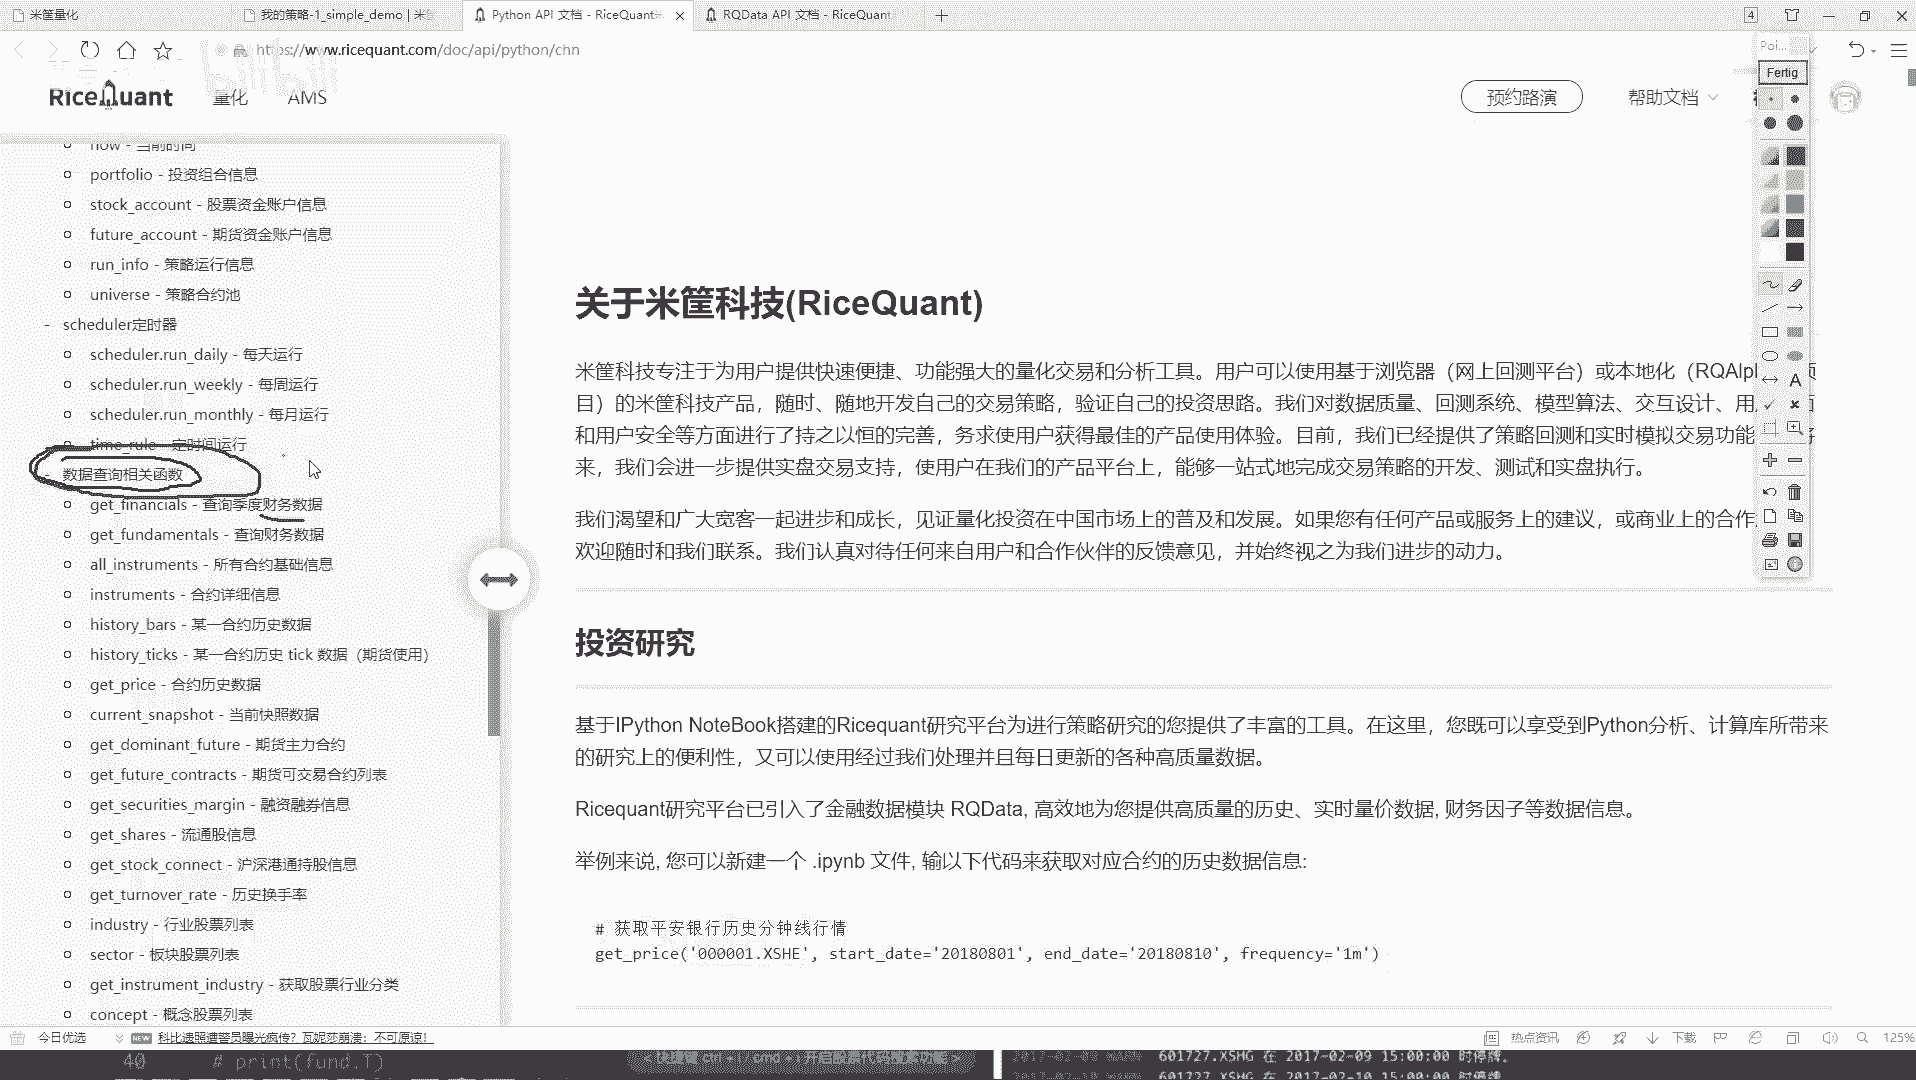 米筐量化
我的策略-1_simple_demo | 米筐
Python API 文档 - RiceQuant米
RQData API 文档 - RiceQuant
4
https://www.ricequant.com/doc/api/python/chn
RiceQuant
量化
AMS
预约路演
帮助文档
Fertig
now - 当前时间
portfolio - 投资组合信息
stock_account - 股票资金账户信息
future_account - 期货资金账户信息
run_info - 策略运行信息
universe - 策略合约池
- scheduler定时器
scheduler.run_daily - 每天运行
scheduler.run_weekly - 每周运行
scheduler.run_monthly - 每月运行
time_rule - 定时间运行
数据查询相关函数
get_financials - 查询季度财务数据
get_fundamentals - 查询财务数据
all_instruments - 所有合约基础信息
instruments - 合约详细信息
history_bars - 某一合约历史数据
history_ticks - 某一合约历史 tick 数据（期货使用）
get_price - 合约历史数据
current_snapshot - 当前快照数据
get_dominant_future - 期货主力合约
get_future_contracts - 期货可交易合约列表
get_securities_margin - 融资融券信息
get_shares - 流通股信息
get_stock_connect - 沪深港通持股信息
get_turnover_rate - 历史换手率
industry - 行业股票列表
sector - 板块股票列表
get_instrument_industry - 获取股票行业分类
concept - 概念股票列表
关于米筐科技(RiceQuant)
米筐科技专注于为用户提供快速便捷、功能强大的量化交易和分析工具。用户可以使用基于浏览器（网上回测平台）或本地化（RQAlp 项
目）的米筐科技产品，随时、随地开发自己的交易策略，验证自己的投资思路。我们对数据质量、回测系统、模型算法、交互设计、用 面
和用户安全等方面进行了持之以恒的完善，务求使用户获得最佳的产品使用体验。目前，我们已经提供了策略回测和实时模拟交易功能
来，我们会进一步提供实盘交易支持，使用户在我们的产品平台上，能够一站式地完成交易策略的开发、测试和实盘执行。
我们渴望和广大宽客一起进步和成长，见证量化投资在中国市场上的普及和发展。如果您有任何产品或服务上的建议，或商业上的合作
欢迎随时和我们联系。我们认真对待任何来自用户和合作伙伴的反馈意见，并始终视之为我们进步的动力。
投资研究
基于IPython NoteBook搭建的Ricequant研究平台为进行策略研究的您提供了丰富的工具。在这里，您既可以享受到Python分析、计算库所带来
的研究上的便利性，又可以使用经过我们处理并且每日更新的各种高质量数据。
Ricequant研究平台已引入了金融数据模块 RQData, 高效地为您提供高质量的历史、实时量价数据, 财务因子等数据信息。
举例来说, 您可以新建一个 .ipynb 文件, 输以下代码来获取对应合约的历史数据信息:
# 获取平安银行历史分钟线行情
get_price('000001.XSHE', start_date='20180801', end_date='20180810', frequency='1m')
今日优选
NEW 科比遗照遭警员曝光疯传？瓦妮莎崩溃：不可原谅！
热点资讯
下载
125%
40 # print(fund.T)
2017-02-09 WARN 601727.XSHG 在 2017-02-09 15:00:00 时停牌。
2017-02-10 WARN 601727.XSHG 在 2017-02-10 15:00:00 时停牌。